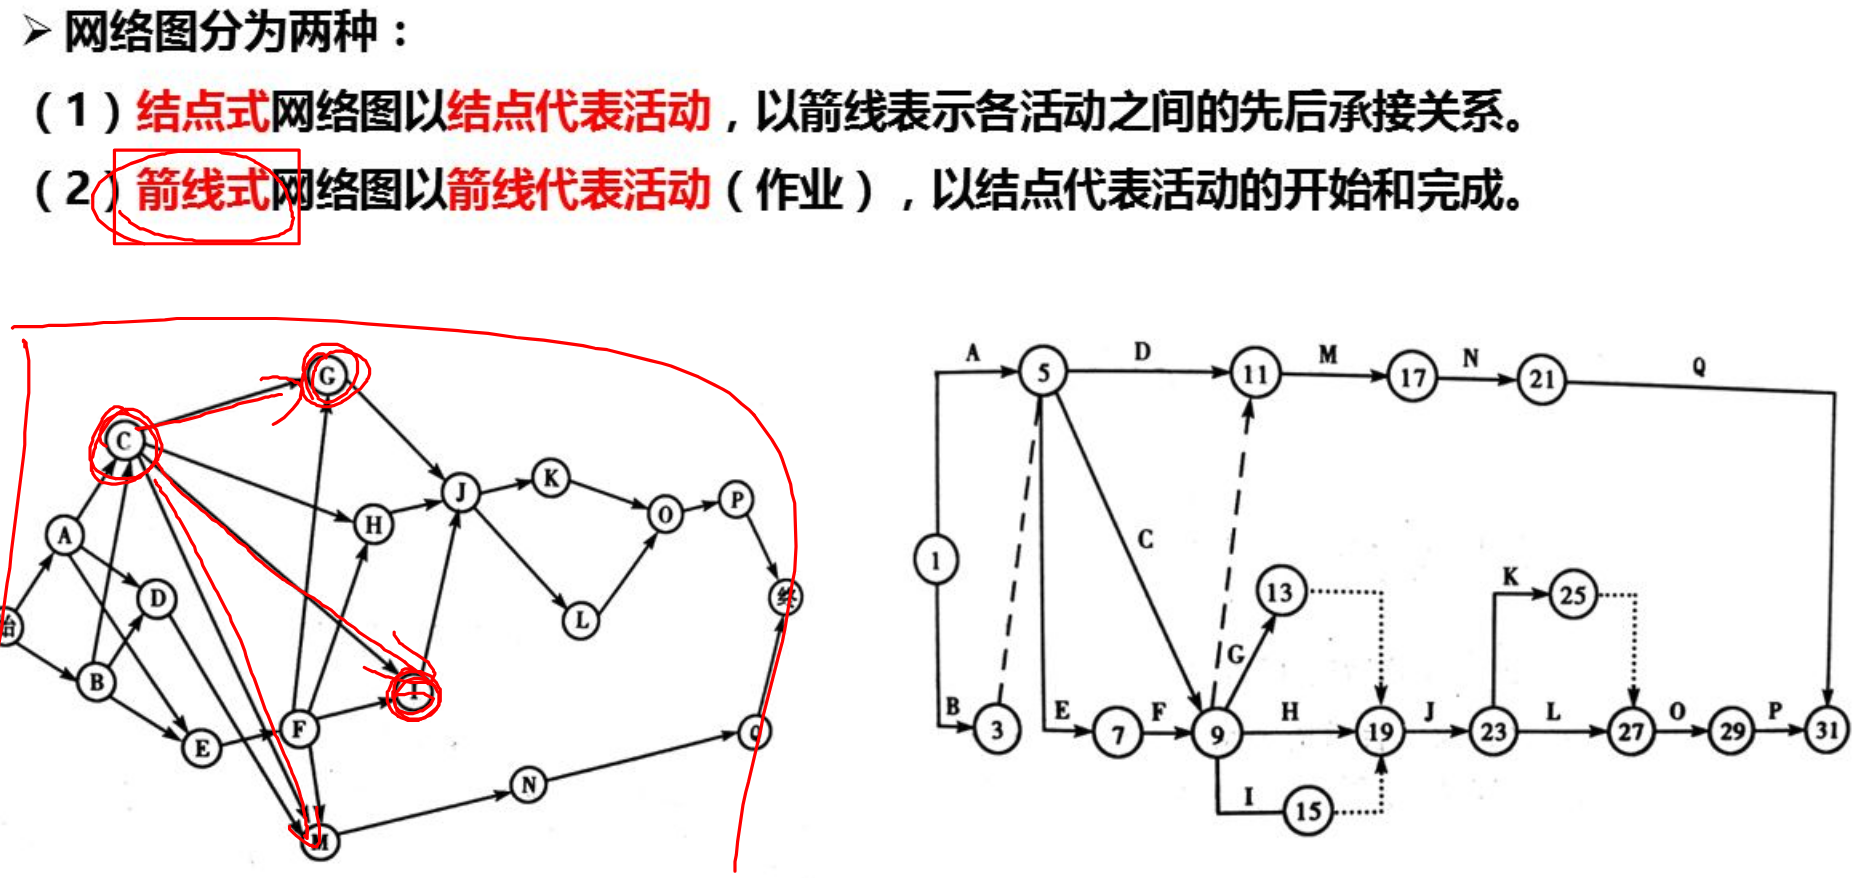 ➢ 网络图分为两种：
（1）结点式网络图以结点代表活动，以箭线表示各活动之间的先后承接关系。
（2）箭线式网络图以箭线代表活动（作业），以结点代表活动的开始和完成。
G
C
J
K
P
O
H
A
D
终
始
L
B
I
F
E
Q
N
M
A
D
M
N
Q
5
11
17
21
C
1
K
13
25
G
B
E
F
H
J
L
O
P
3
7
9
19
23
27
29
31
I
15